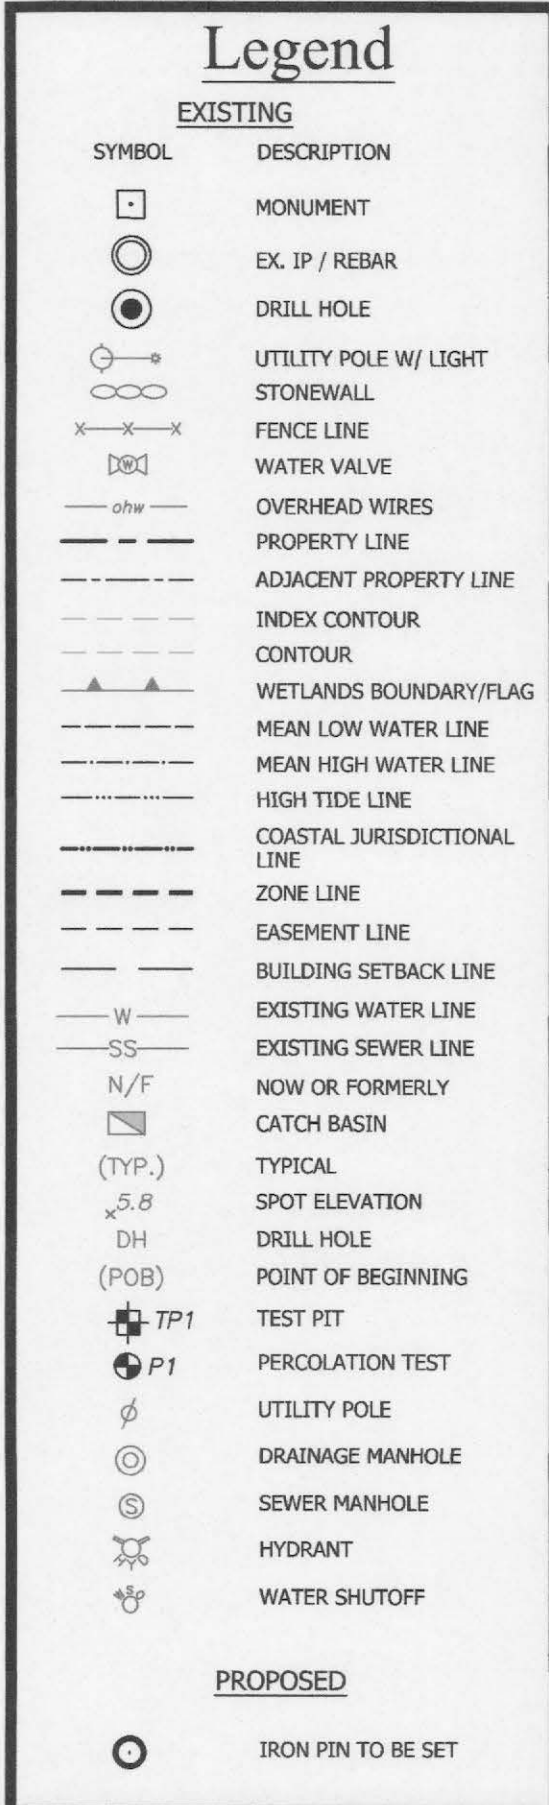 Legend
EXISTING
SYMBOL DESCRIPTION
MONUMENT
EX. IP / REBAR
DRILL HOLE
UTILITY POLE W/ LIGHT
STONEWALL
X X X FENCE LINE
W WATER VALVE
ohw OVERHEAD WIRES
PROPERTY LINE
ADJACENT PROPERTY LINE
INDEX CONTOUR
CONTOUR
WETLANDS BOUNDARY/FLAG
MEAN LOW WATER LINE
MEAN HIGH WATER LINE
HIGH TIDE LINE
COASTAL JURISDICTIONAL
LINE
ZONE LINE
EASEMENT LINE
BUILDING SETBACK LINE
W EXISTING WATER LINE
SS EXISTING SEWER LINE
N/F NOW OR FORMERLY
CATCH BASIN
(TYP.) TYPICAL
x5.8 SPOT ELEVATION
DH DRILL HOLE
(POB) POINT OF BEGINNING
TP1 TEST PIT
P1 PERCOLATION TEST
UTILITY POLE
DRAINAGE MANHOLE
S SEWER MANHOLE
HYDRANT
S WATER SHUTOFF
PROPOSED
IRON PIN TO BE SET